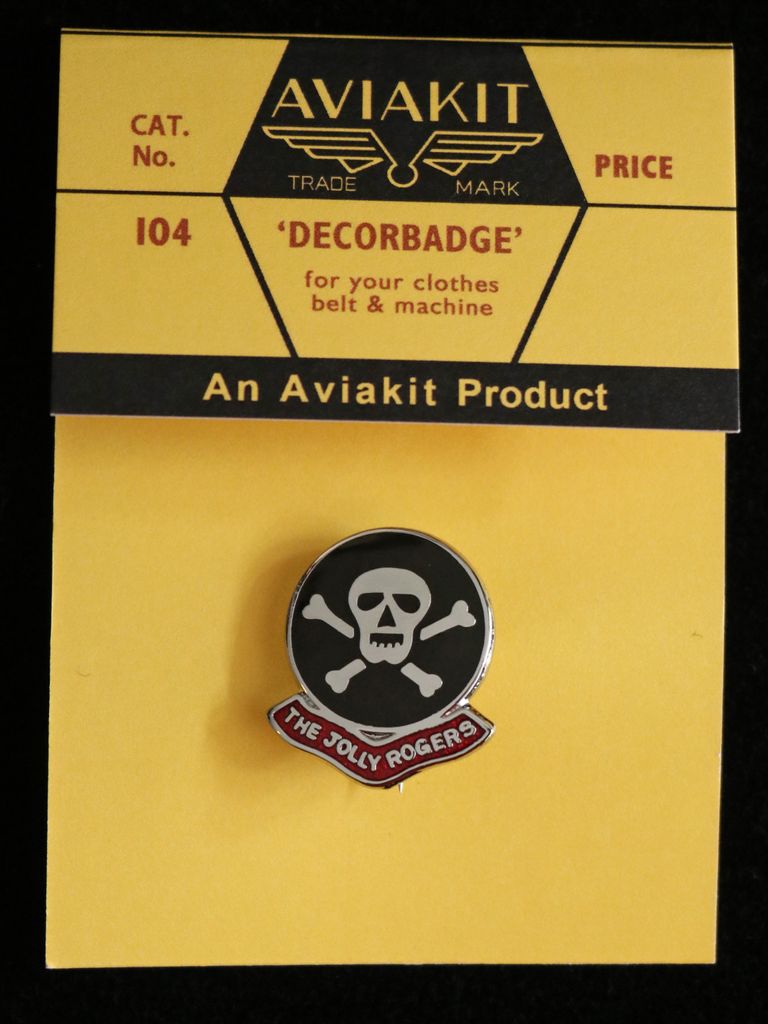 AVIAKIT
TRADE MARK
CAT.
No.
PRICE
104
'DECORBADGE'
for your clothes
belt & machine
An Aviakit Product
THE JOLLY ROGERS